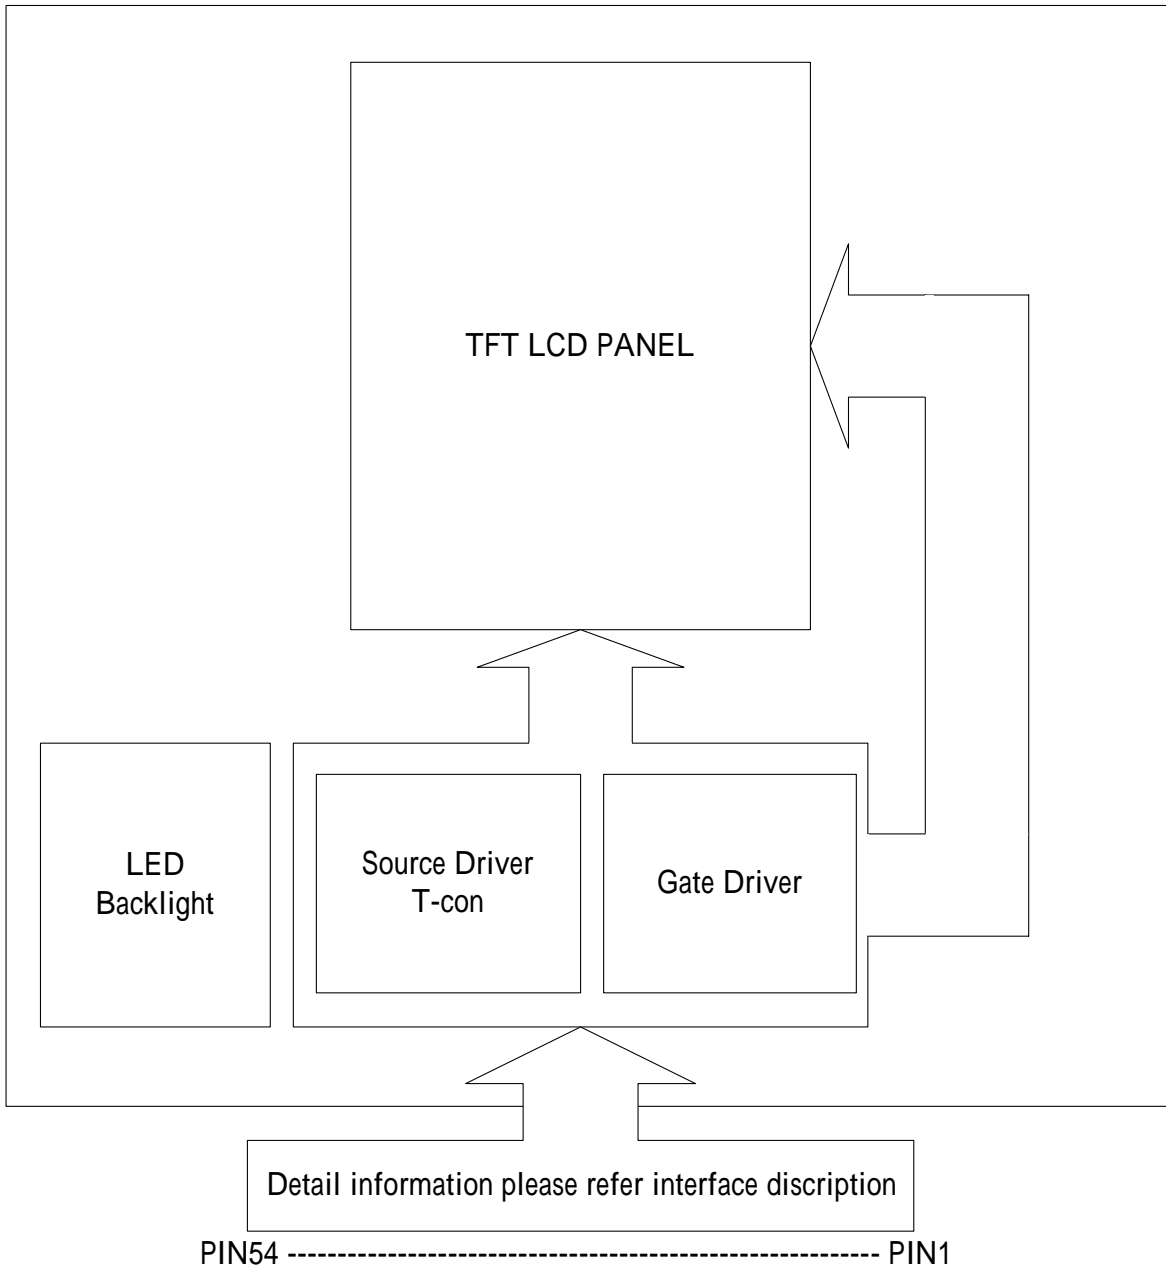 TFT LCD PANEL
LED
Backlight
Source Driver
T-con
Gate Driver
Detail information please refer interface discription
PIN54 ----------------------------------------------------------- PIN1